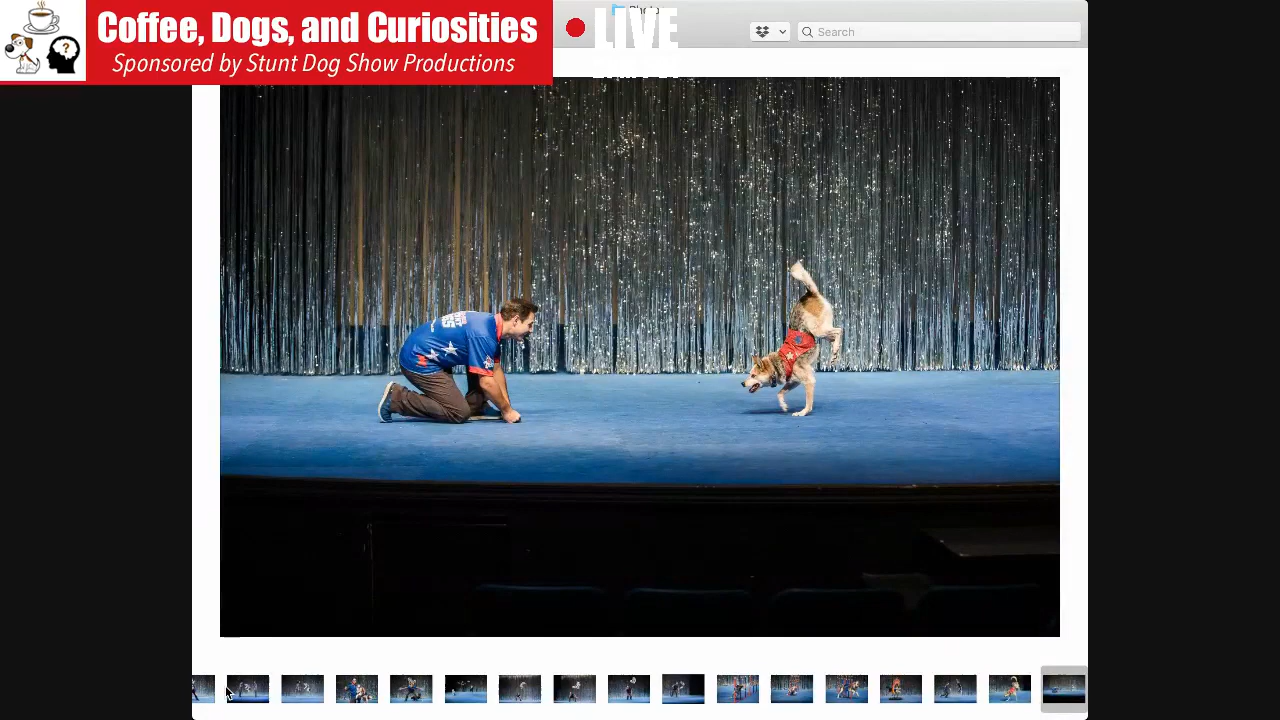 Coffee, Dogs, and Curiosities
Sponsored by Stunt Dog Show Productions
LIVE
Search
?